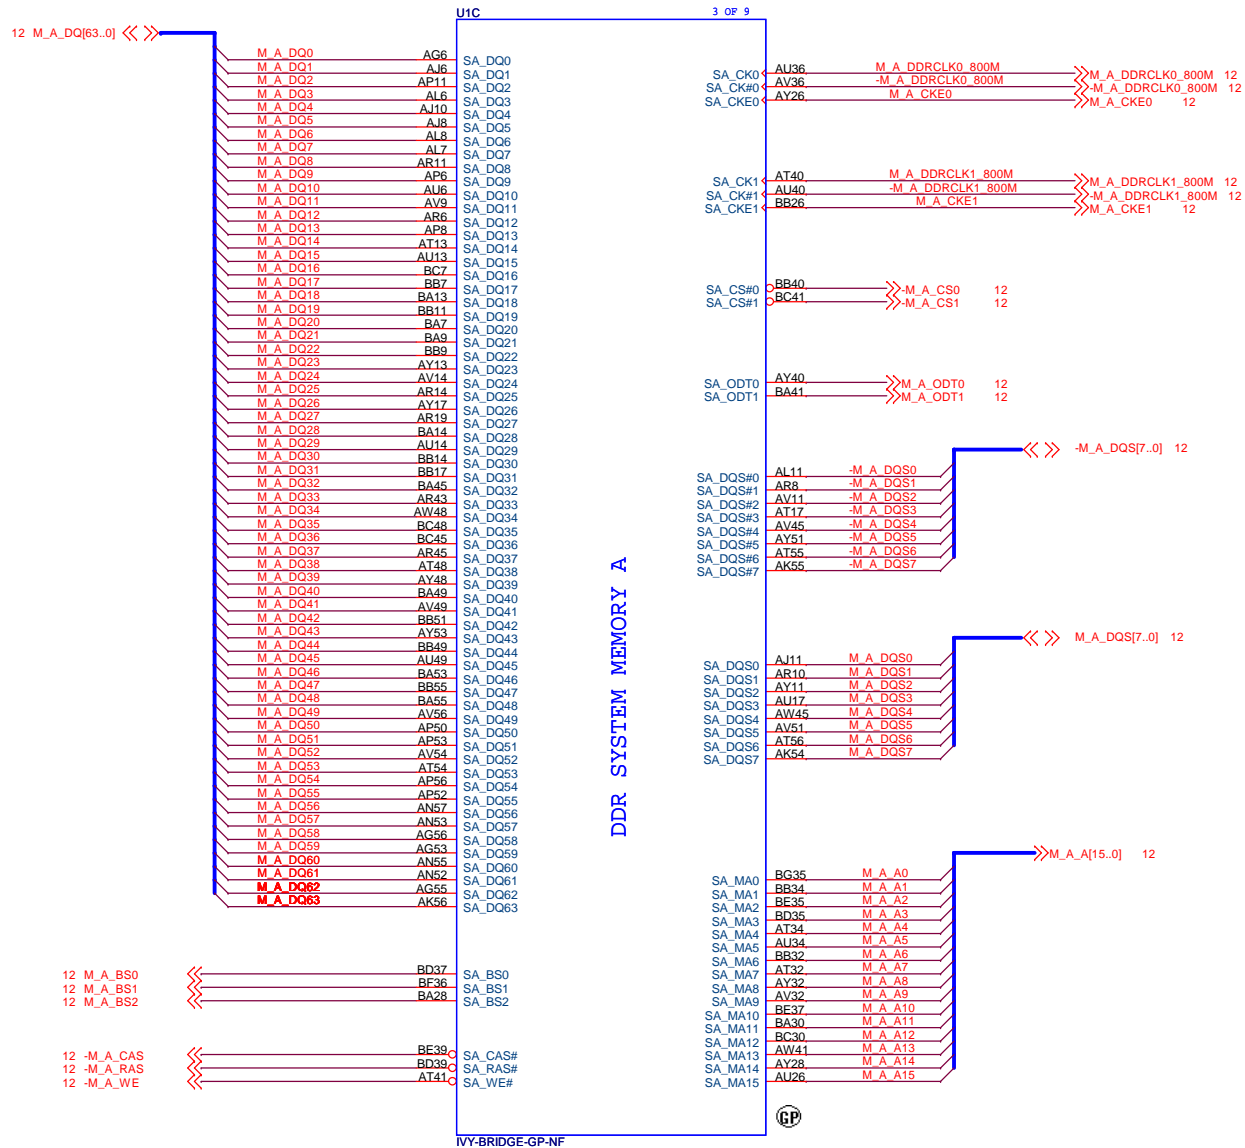 U1C 3 OF 9
12 M_A_DQ[63..0]
M_A_DQ0 AG6 SA_DQ0
M_A_DQ1 AJ6 SA_DQ1
M_A_DQ2 AP11 SA_DQ2
M_A_DQ3 AL6 SA_DQ3
M_A_DQ4 AJ10 SA_DQ4
M_A_DQ5 AJ8 SA_DQ5
M_A_DQ6 AL8 SA_DQ6
M_A_DQ7 AL7 SA_DQ7
M_A_DQ8 AR11 SA_DQ8
M_A_DQ9 AP6 SA_DQ9
M_A_DQ10 AU6 SA_DQ10
M_A_DQ11 AV9 SA_DQ11
M_A_DQ12 AR6 SA_DQ12
M_A_DQ13 AP8 SA_DQ13
M_A_DQ14 AT13 SA_DQ14
M_A_DQ15 AU13 SA_DQ15
M_A_DQ16 BC7 SA_DQ16
M_A_DQ17 BB7 SA_DQ17
M_A_DQ18 BA13 SA_DQ18
M_A_DQ19 BB11 SA_DQ19
M_A_DQ20 BA7 SA_DQ20
M_A_DQ21 BA9 SA_DQ21
M_A_DQ22 BB9 SA_DQ22
M_A_DQ23 AY13 SA_DQ23
M_A_DQ24 AV14 SA_DQ24
M_A_DQ25 AR14 SA_DQ25
M_A_DQ26 AY17 SA_DQ26
M_A_DQ27 AR19 SA_DQ27
M_A_DQ28 BA14 SA_DQ28
M_A_DQ29 AU14 SA_DQ29
M_A_DQ30 BB14 SA_DQ30
M_A_DQ31 BB17 SA_DQ31
M_A_DQ32 BA45 SA_DQ32
M_A_DQ33 AR43 SA_DQ33
M_A_DQ34 AW48 SA_DQ34
M_A_DQ35 BC48 SA_DQ35
M_A_DQ36 BC45 SA_DQ36
M_A_DQ37 AR45 SA_DQ37
M_A_DQ38 AT48 SA_DQ38
M_A_DQ39 AY48 SA_DQ39
M_A_DQ40 BA49 SA_DQ40
M_A_DQ41 AV49 SA_DQ41
M_A_DQ42 BB51 SA_DQ42
M_A_DQ43 AY53 SA_DQ43
M_A_DQ44 BB49 SA_DQ44
M_A_DQ45 AU49 SA_DQ45
M_A_DQ46 BA53 SA_DQ46
M_A_DQ47 BB55 SA_DQ47
M_A_DQ48 BA55 SA_DQ48
M_A_DQ49 AV56 SA_DQ49
M_A_DQ50 AP50 SA_DQ50
M_A_DQ51 AP53 SA_DQ51
M_A_DQ52 AV54 SA_DQ52
M_A_DQ53 AT54 SA_DQ53
M_A_DQ54 AP56 SA_DQ54
M_A_DQ55 AP52 SA_DQ55
M_A_DQ56 AN57 SA_DQ56
M_A_DQ57 AN53 SA_DQ57
M_A_DQ58 AG56 SA_DQ58
M_A_DQ59 AG53 SA_DQ59
M_A_DQ60 AN55 SA_DQ60
M_A_DQ61 AN52 SA_DQ61
M_A_DQ62 AG55 SA_DQ62
M_A_DQ63 AK56 SA_DQ63
12 M_A_BS0 BD37 SA_BS0
12 M_A_BS1 BF36 SA_BS1
12 M_A_BS2 BA28 SA_BS2
12 -M_A_CAS BE39 SA_CAS#
12 -M_A_RAS BD39 SA_RAS#
12 -M_A_WE AT41 SA_WE#
DDR SYSTEM MEMORY A
SA_CK0 AU36 M_A_DDRCLK0_800M M_A_DDRCLK0_800M 12
SA_CK#0 AV36 -M_A_DDRCLK0_800M -M_A_DDRCLK0_800M 12
SA_CKE0 AY26 M_A_CKE0 M_A_CKE0 12
SA_CK1 AT40 M_A_DDRCLK1_800M M_A_DDRCLK1_800M 12
SA_CK#1 AU40 -M_A_DDRCLK1_800M -M_A_DDRCLK1_800M 12
SA_CKE1 BB26 M_A_CKE1 M_A_CKE1 12
SA_CS#0 BB40 -M_A_CS0 12
SA_CS#1 BC41 -M_A_CS1 12
SA_ODT0 AY40 M_A_ODT0 12
SA_ODT1 BA41 M_A_ODT1 12
-M_A_DQS[7..0] 12
SA_DQS#0 AL11 -M_A_DQS0
SA_DQS#1 AR8 -M_A_DQS1
SA_DQS#2 AV11 -M_A_DQS2
SA_DQS#3 AT17 -M_A_DQS3
SA_DQS#4 AV45 -M_A_DQS4
SA_DQS#5 AY51 -M_A_DQS5
SA_DQS#6 AT55 -M_A_DQS6
SA_DQS#7 AK55 -M_A_DQS7
M_A_DQS[7..0] 12
SA_DQS0 AJ11 M_A_DQS0
SA_DQS1 AR10 M_A_DQS1
SA_DQS2 AY11 M_A_DQS2
SA_DQS3 AU17 M_A_DQS3
SA_DQS4 AW45 M_A_DQS4
SA_DQS5 AV51 M_A_DQS5
SA_DQS6 AT56 M_A_DQS6
SA_DQS7 AK54 M_A_DQS7
M_A_A[15..0] 12
SA_MA0 BG35 M_A_A0
SA_MA1 BB34 M_A_A1
SA_MA2 BE35 M_A_A2
SA_MA3 BD35 M_A_A3
SA_MA4 AT34 M_A_A4
SA_MA5 AU34 M_A_A5
SA_MA6 BB32 M_A_A6
SA_MA7 AT32 M_A_A7
SA_MA8 AY32 M_A_A8
SA_MA9 AV32 M_A_A9
SA_MA10 BE37 M_A_A10
SA_MA11 BA30 M_A_A11
SA_MA12 BC30 M_A_A12
SA_MA13 AW41 M_A_A13
SA_MA14 AY28 M_A_A14
SA_MA15 AU26 M_A_A15
GP
IVY-BRIDGE-GP-NF